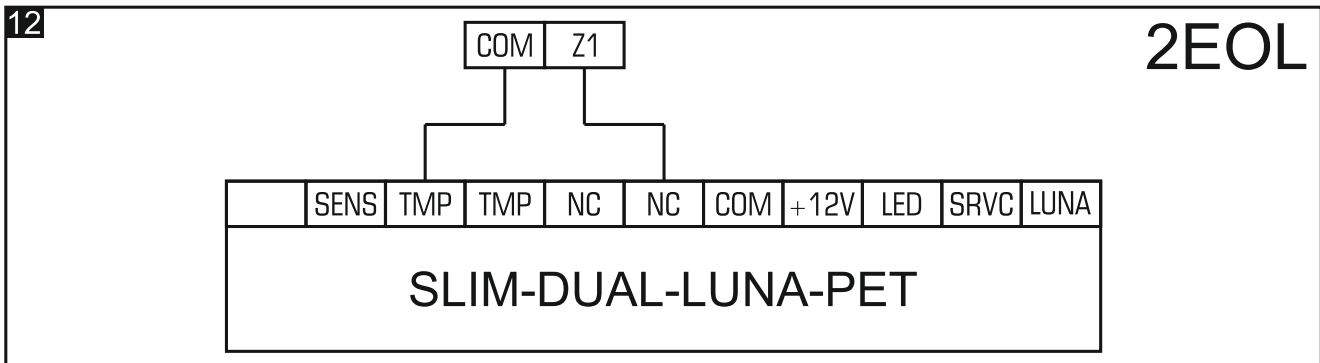 12
2EOL
COM Z1
SENS TMP TMP NC NC COM +12V LED SRVC LUNA
SLIM-DUAL-LUNA-PET